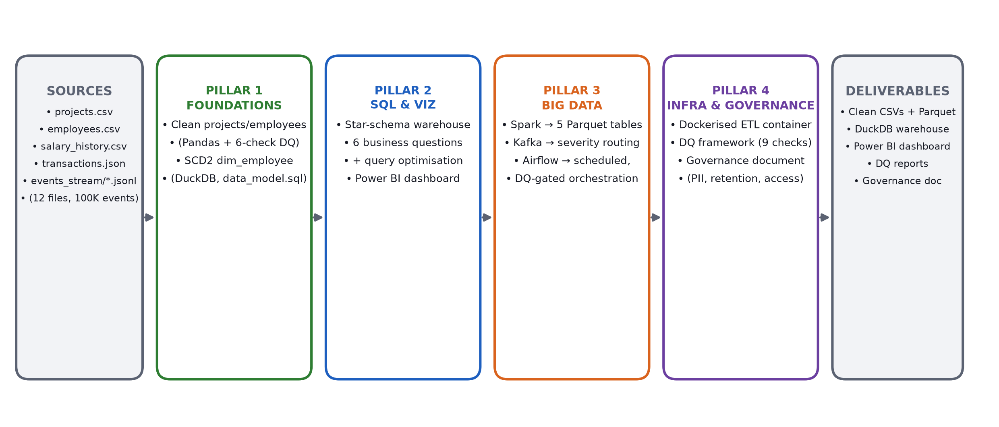 SOURCES
• projects.csv
• employees.csv
• salary_history.csv
• transactions.json
• events_stream/*.jsonl
• (12 files, 100K events)
PILLAR 1
FOUNDATIONS
• Clean projects/employees
• (Pandas + 6-check DQ)
• SCD2 dim_employee
• (DuckDB, data_model.sql)
PILLAR 2
SQL & VIZ
• Star-schema warehouse
• 6 business questions
• + query optimisation
• Power BI dashboard
PILLAR 3
BIG DATA
• Spark → 5 Parquet tables
• Kafka → severity routing
• Airflow → scheduled,
• DQ-gated orchestration
PILLAR 4
INFRA & GOVERNANCE
• Dockerised ETL container
• DQ framework (9 checks)
• Governance document
• (PII, retention, access)
DELIVERABLES
• Clean CSVs + Parquet
• DuckDB warehouse
• Power BI dashboard
• DQ reports
• Governance doc